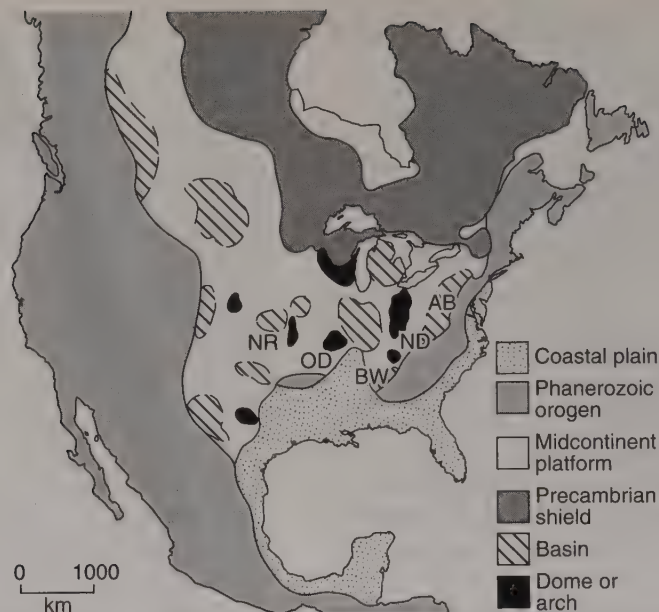 AB
NR
ND
OD
BW
Coastal plain
Phanerozoic
orogen
Midcontinent
platform
Precambrian
shield
Basin
Dome or
arch
0 1000
km